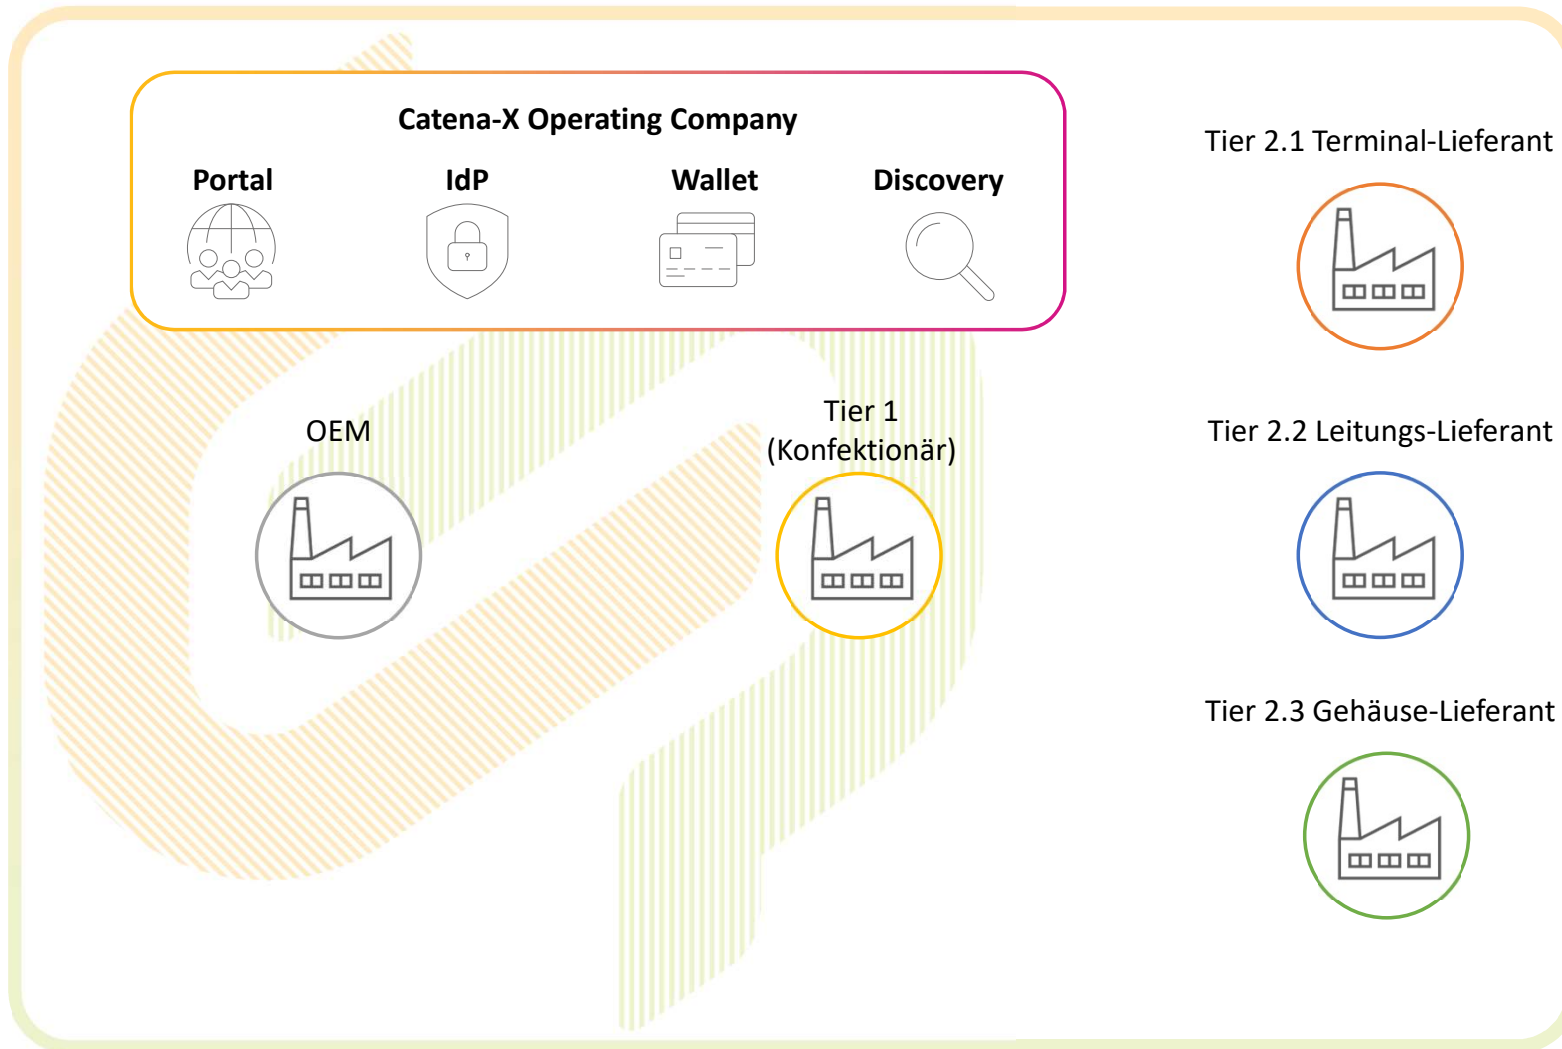 Catena-X Operating Company
Portal
IdP
Wallet
Discovery
OEM
Tier 1
(Konfektionär)
Tier 2.1 Terminal-Lieferant
Tier 2.2 Leitungs-Lieferant
Tier 2.3 Gehäuse-Lieferant